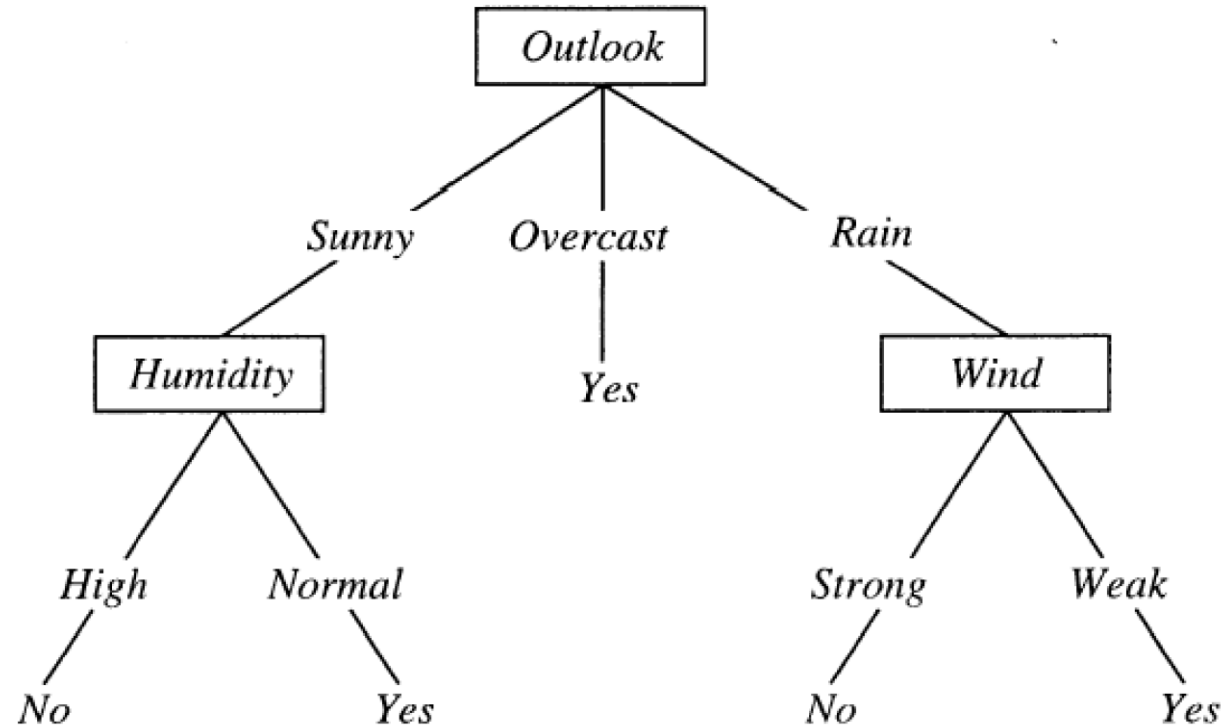 Outlook
Sunny Overcast Rain
Humidity Yes Wind
High Normal Strong Weak
No Yes No Yes